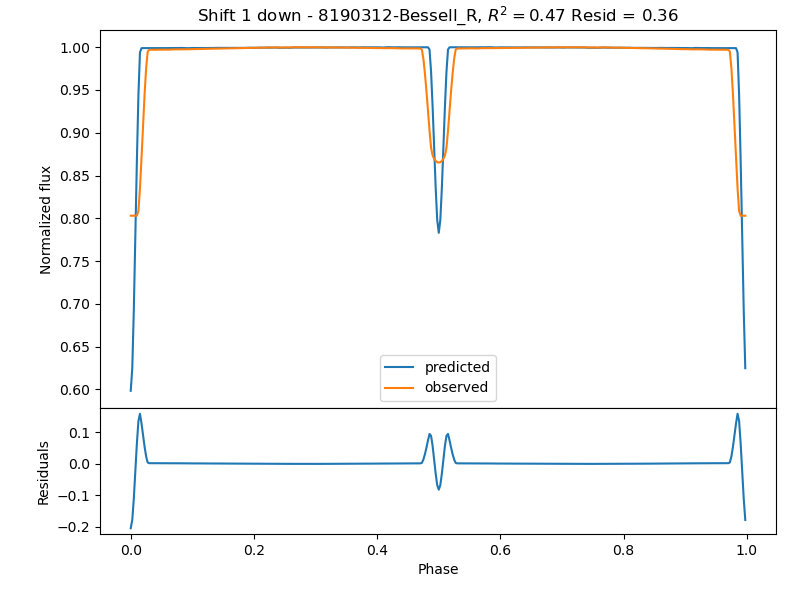 Shift 1 down - 8190312-Bessell_R, $R^2 = 0.47$ Resid = 0.36
Normalized flux
1.00
0.95
0.90
0.85
0.80
0.75
0.70
0.65
0.60
predicted
observed
Residuals
0.1
0.0
−0.1
−0.2
0.0 0.2 0.4 0.6 0.8 1.0
Phase